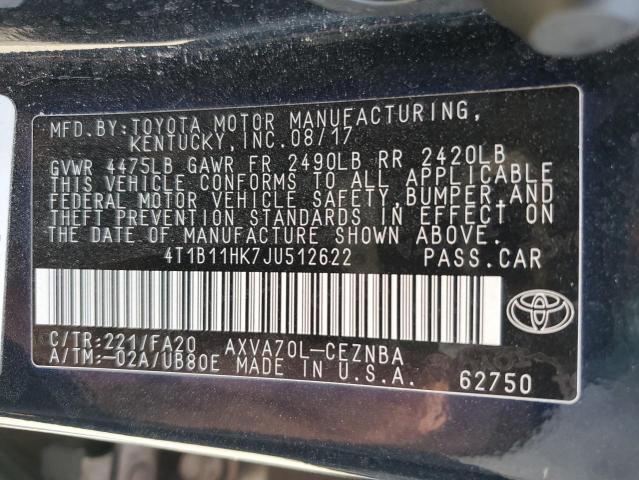 MFD. BY: TOYOTA MOTOR MANUFACTURING,
KENTUCKY, INC. 08/17
GVWR 4475LB GAWR FR 2490LB RR 2420LB
THIS VEHICLE CONFORMS TO ALL APPLICABLE
FEDERAL MOTOR VEHICLE SAFETY, BUMPER, AND
THEFT PREVENTION STANDARDS IN EFFECT ON
THE DATE OF MANUFACTURE SHOWN ABOVE.
4T1B11HK7JU512622 PASS. CAR
C/TR: 221/FA20 AXVA70L-CEZNBA
A/TM: -02A/UB80E MADE IN U.S.A.
62750